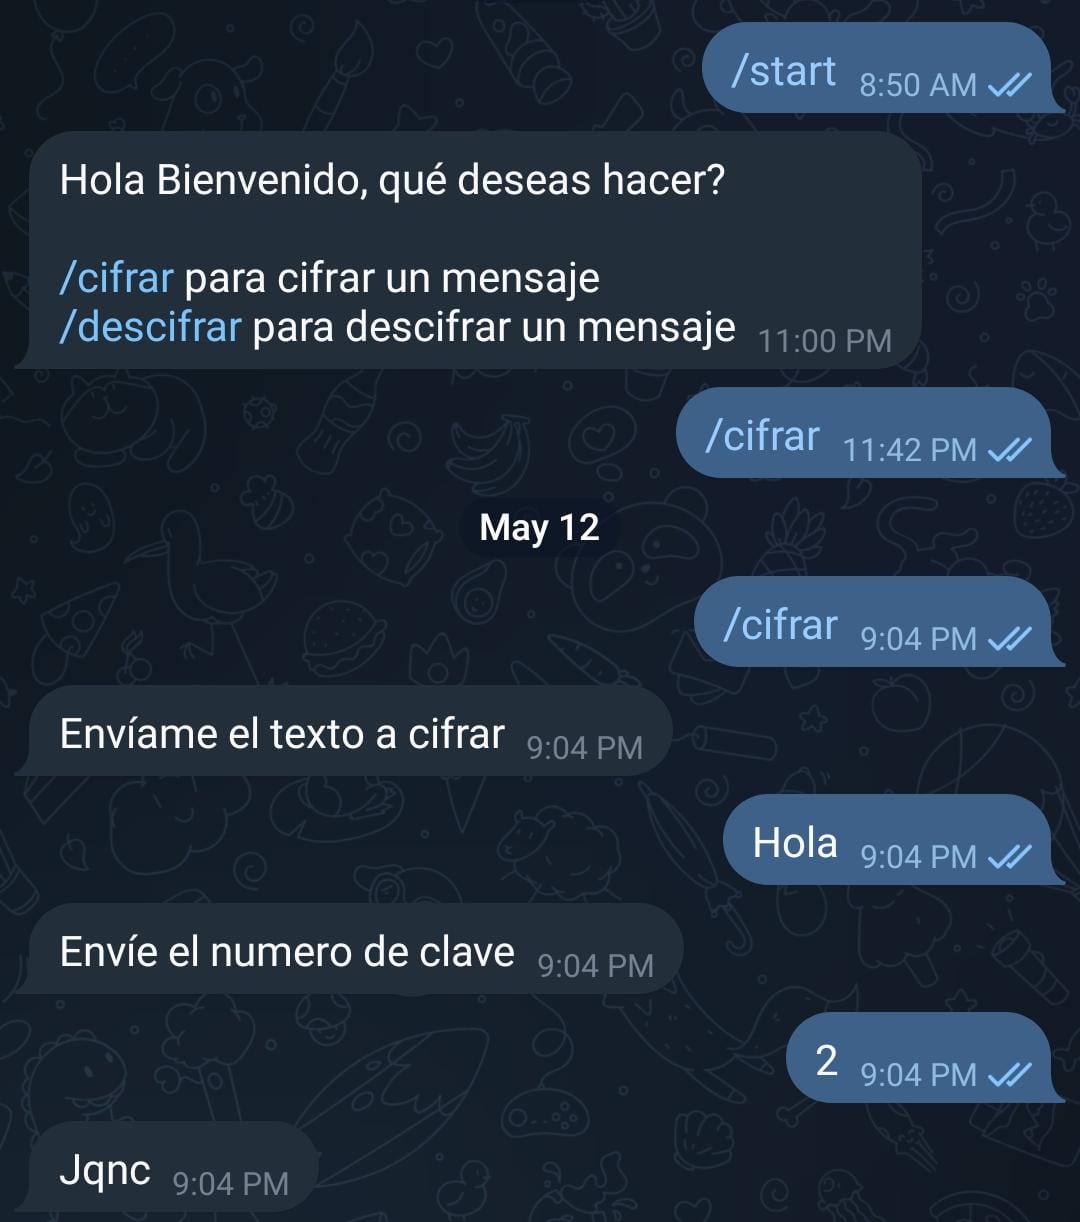 /start 8:50 AM
Hola Bienvenido, qué deseas hacer?
/cifrar para cifrar un mensaje
/descifrar para descifrar un mensaje 11:00 PM
/cifrar 11:42 PM
May 12
/cifrar 9:04 PM
Envíame el texto a cifrar 9:04 PM
Hola 9:04 PM
Envíe el numero de clave 9:04 PM
2 9:04 PM
Jqnc 9:04 PM